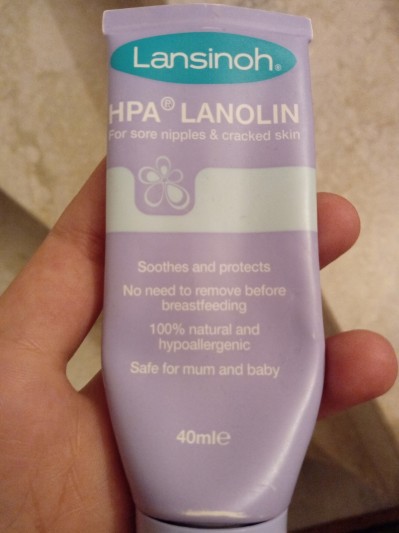 Lansinoh®
HPA® LANOLIN
For sore nipples & cracked skin
Soothes and protects
No need to remove before
breastfeeding
100% natural and
hypoallergenic
Safe for mum and baby
40ml℮